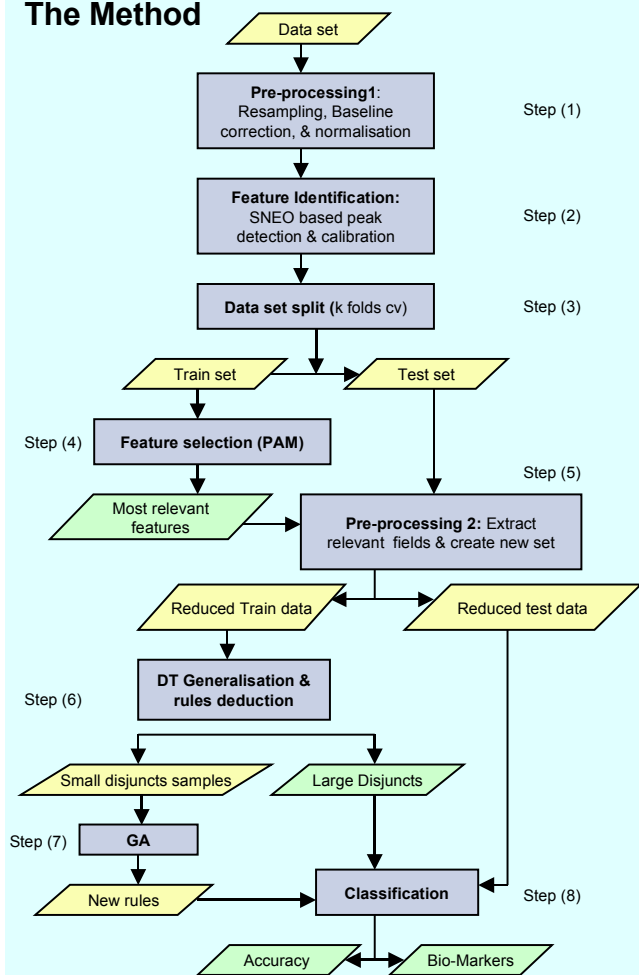 The Method
Data set
Pre-processing1:
Resampling, Baseline
correction, & normalisation
Step (1)
Feature Identification:
SNEO based peak
detection & calibration
Step (2)
Data set split (k folds cv)
Step (3)
Train set
Test set
Step (4)
Feature selection (PAM)
Step (5)
Most relevant
features
Pre-processing 2: Extract
relevant fields & create new set
Reduced Train data
Reduced test data
DT Generalisation &
rules deduction
Step (6)
Small disjuncts samples
Large Disjuncts
Step (7)
GA
New rules
Classification
Step (8)
Accuracy
Bio-Markers